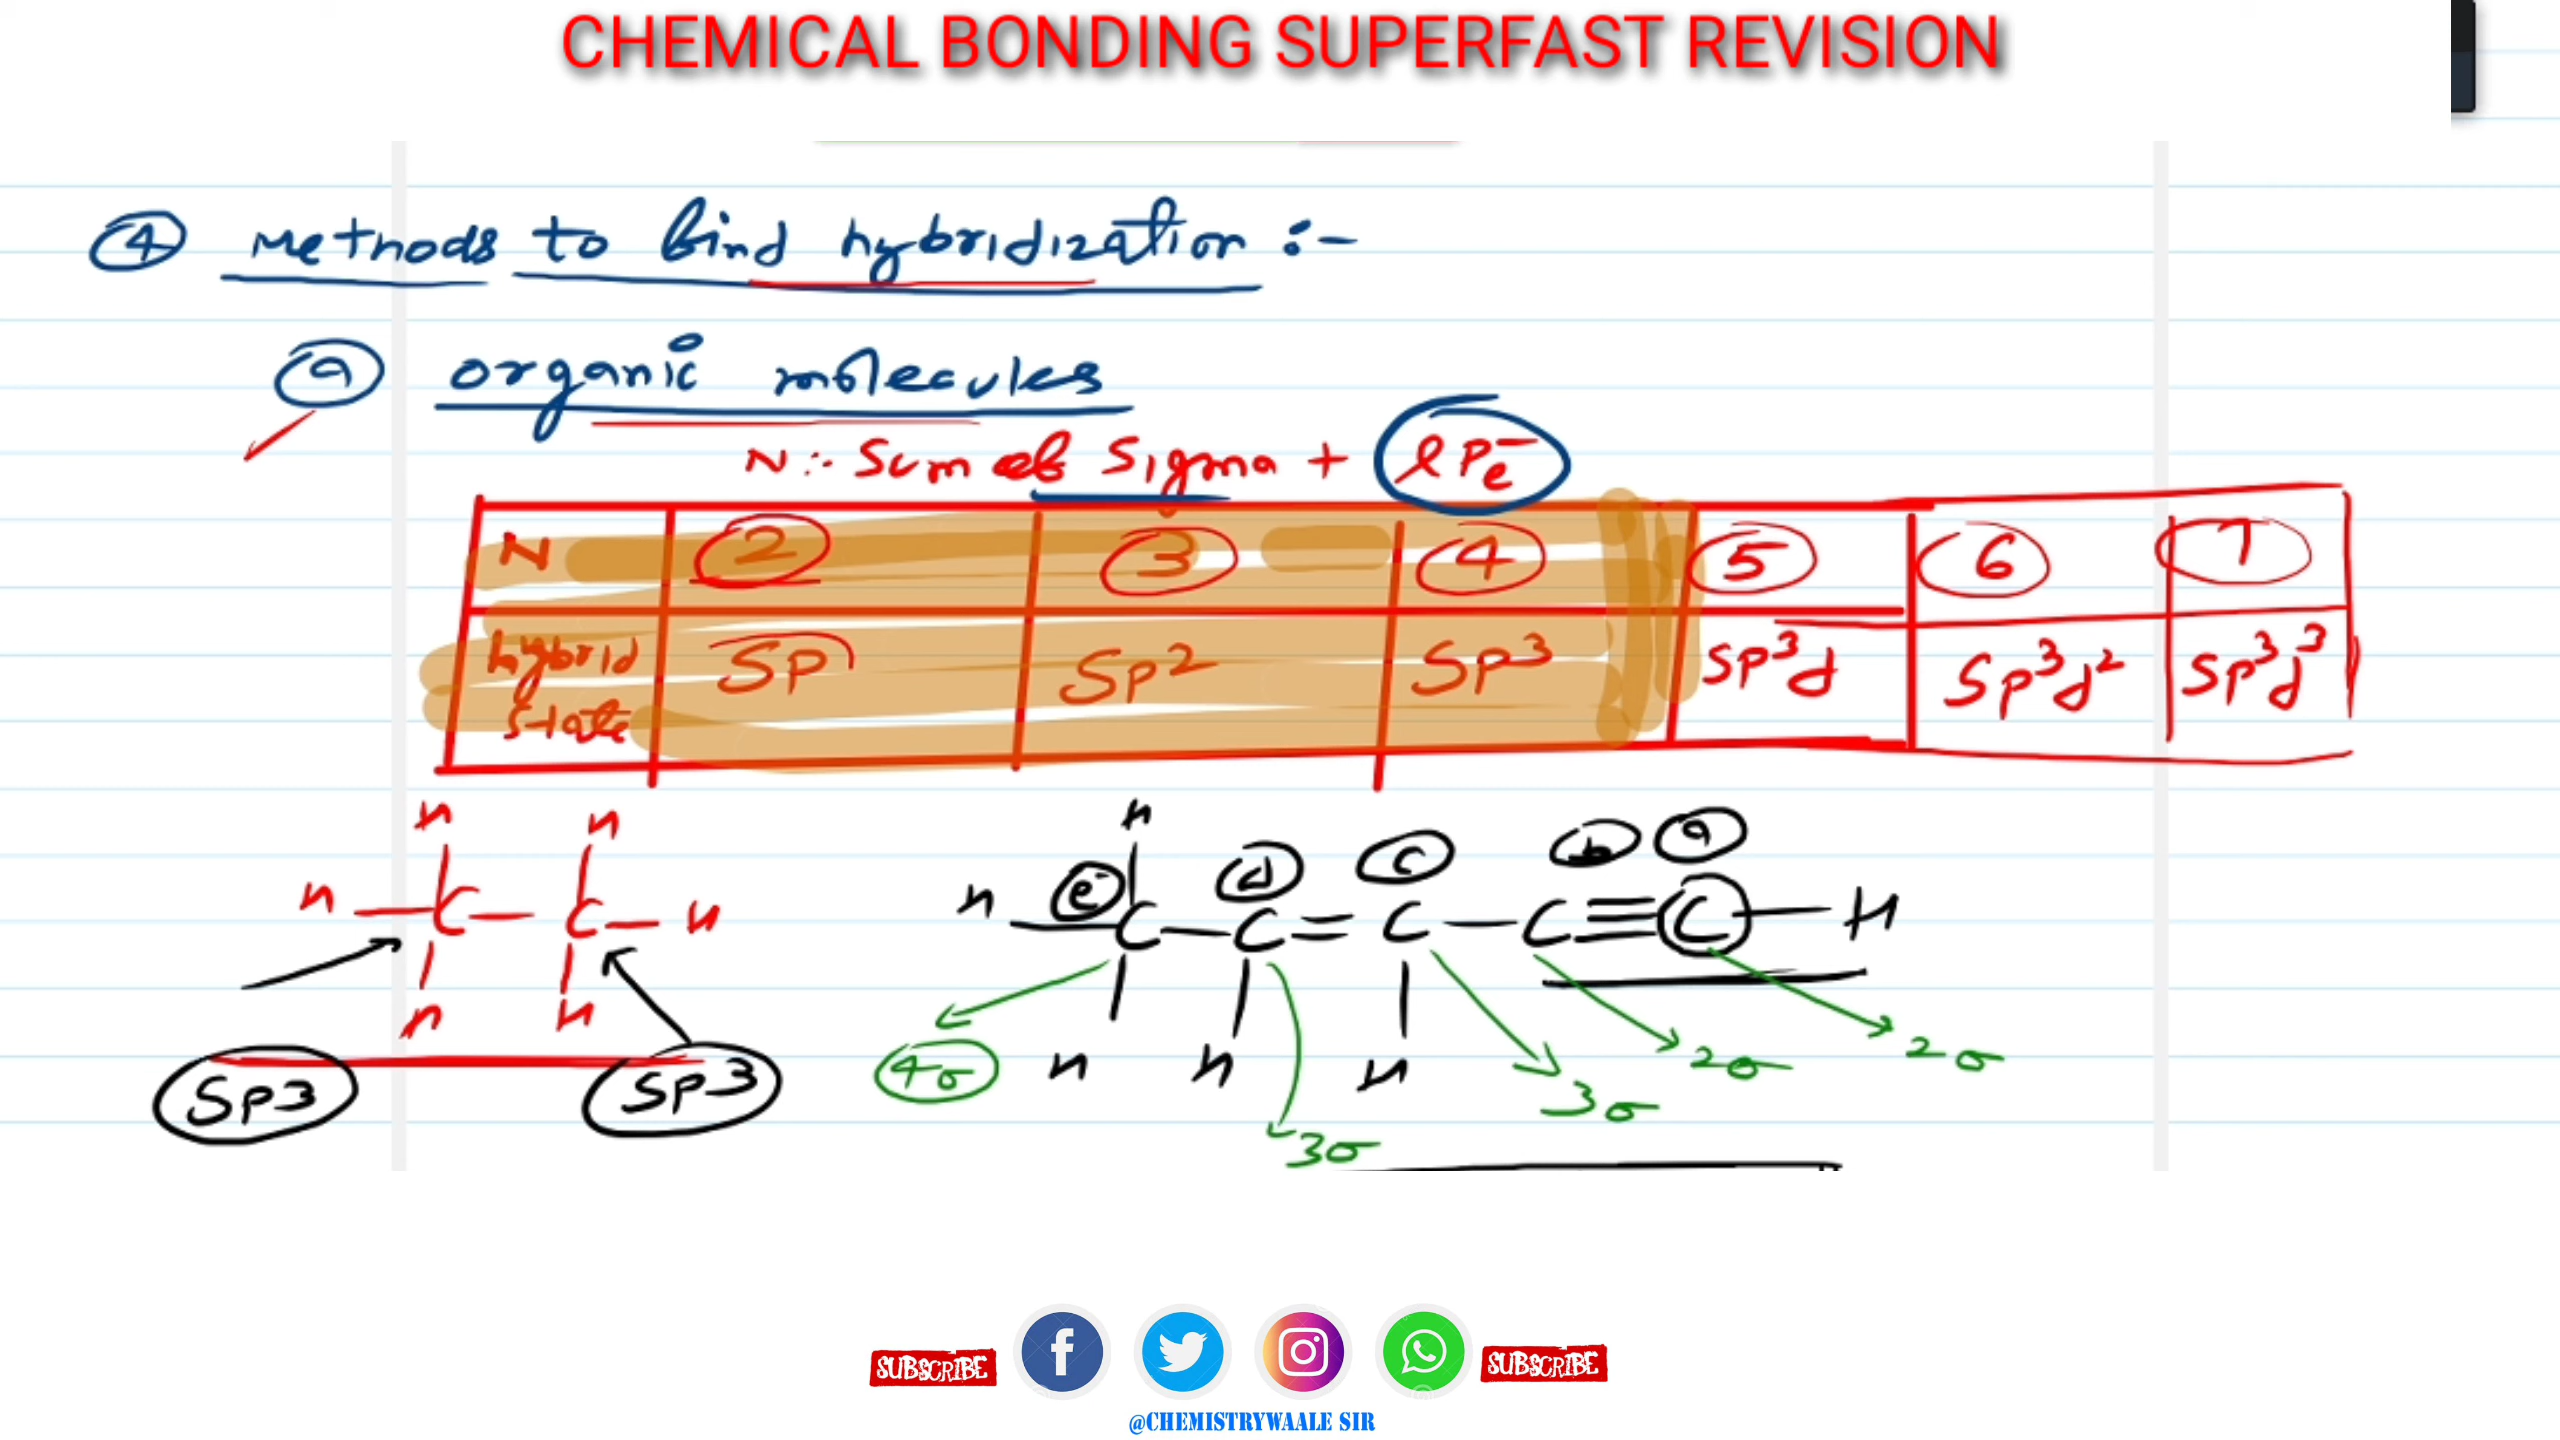 CHEMICAL BONDING SUPERFAST REVISION
④ Methods to find hybridization :-
ⓐ organic molecules
N :- Sum of Sigma + lPe⁻
N 2 3 4 5 6 7
hybrid state SP SP2 SP3 SP3d SP3d2 SP3d3
H H
H—C—C—H
H H
SP3 SP3
H
e d c b a
H—C—C=C—C≡C—H
H H H
4σ 3σ 3σ 2σ 2σ
SUBSCRIBE SUBSCRIBE
@CHEMISTRYWAALE SIR